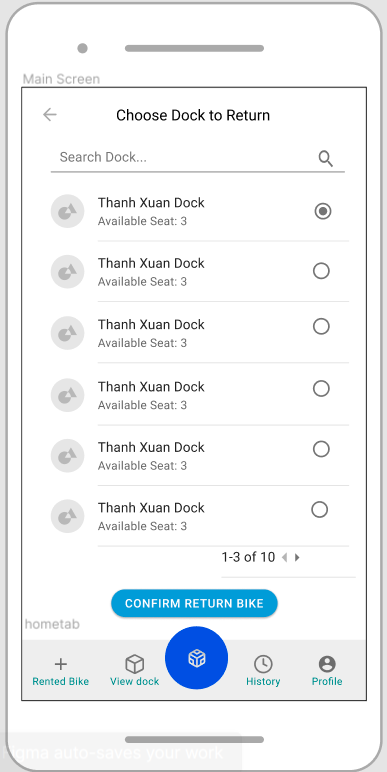 Main Screen
Choose Dock to Return
Search Dock...
Thanh Xuan Dock
Available Seat: 3
Thanh Xuan Dock
Available Seat: 3
Thanh Xuan Dock
Available Seat: 3
Thanh Xuan Dock
Available Seat: 3
Thanh Xuan Dock
Available Seat: 3
Thanh Xuan Dock
Available Seat: 3
1-3 of 10
CONFIRM RETURN BIKE
hometab
Rented Bike View dock History Profile
Figma auto-saves your work